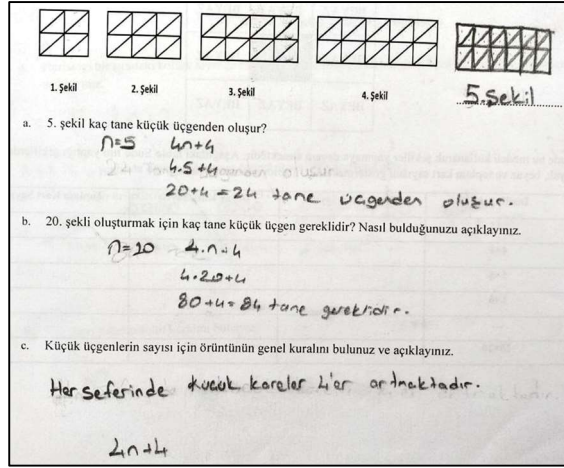 1. Şekil 2. Şekil 3. Şekil 4. Şekil 5. Şekil
a. 5. şekil kaç tane küçük üçgenden oluşur?
n=5 4n+4
4.5+4
20+4=24 tane üçgenden oluşur.
b. 20. şekli oluşturmak için kaç tane küçük üçgen gereklidir? Nasıl bulduğunuzu açıklayınız.
n=20 4.n+4
4.20+4
80+4=84 tane gereklidir.
c. Küçük üçgenlerin sayısı için örüntünün genel kuralını bulunuz ve açıklayınız.
Her seferinde küçük kareler 4'er artmaktadır.
4n+4